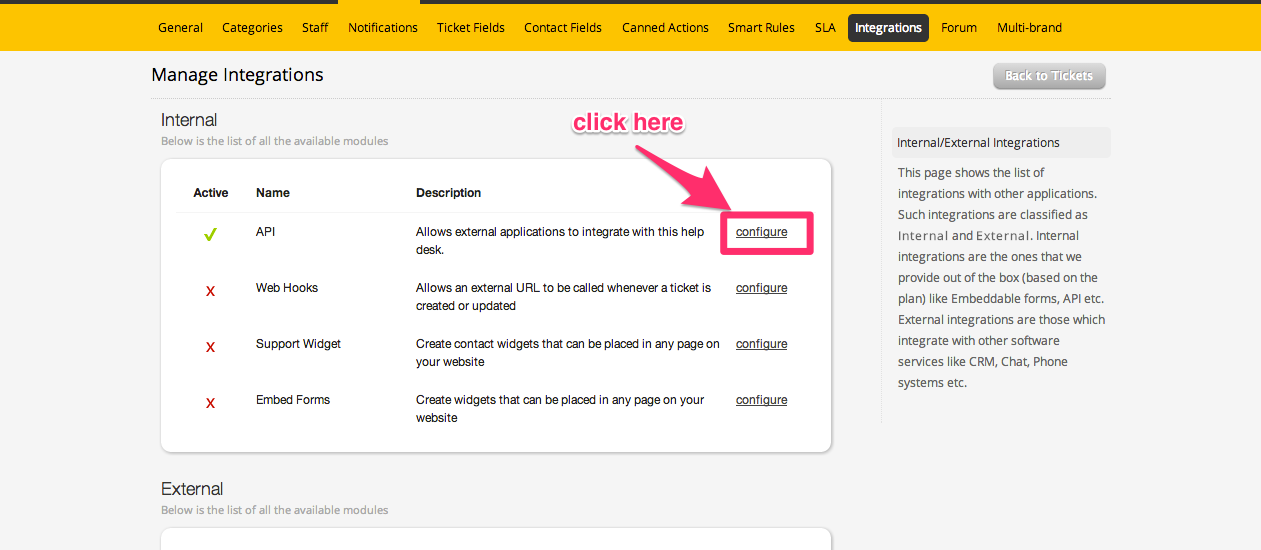 General Categories Staff Notifications Ticket Fields Contact Fields Canned Actions Smart Rules SLA Integrations Forum Multi-brand
Manage Integrations
Back to Tickets
Internal
Below is the list of all the available modules
click here
Active Name Description
API Allows external applications to integrate with this help configure
desk.
X Web Hooks Allows an external URL to be called whenever a ticket is configure
created or updated
X Support Widget Create contact widgets that can be placed in any page on configure
your website
X Embed Forms Create widgets that can be placed in any page on your configure
website
External
Below is the list of all the available modules
Internal/External Integrations
This page shows the list of
integrations with other applications.
Such integrations are classified as
Internal and External. Internal
integrations are the ones that we
provide out of the box (based on the
plan) like Embeddable forms, API etc.
External integrations are those which
integrate with other software
services like CRM, Chat, Phone
systems etc.